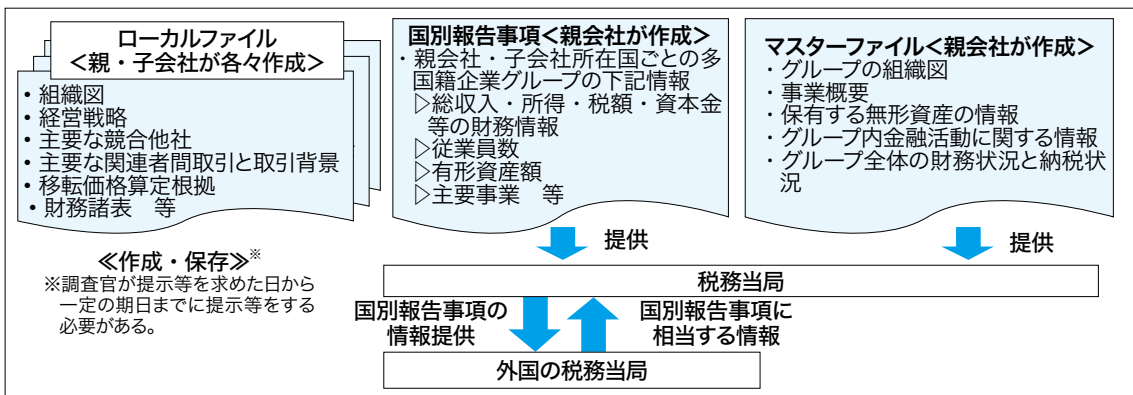 ローカルファイル
<親・子会社が各々作成>
・組織図
・経営戦略
・主要な競合他社
・主要な関連者間取引と取引背景
・移転価格算定根拠
・財務諸表　等
≪作成・保存≫※
※調査官が提示等を求めた日から
一定の期日までに提示等をする
必要がある。
国別報告事項<親会社が作成>
・親会社・子会社所在国ごとの多
国籍企業グループの下記情報
▷総収入・所得・税額・資本金
等の財務情報
▷従業員数
▷有形資産額
▷主要事業　等
マスターファイル<親会社が作成>
・グループの組織図
・事業概要
・保有する無形資産の情報
・グループ内金融活動に関する情報
・グループ全体の財務状況と納税状
況
提供
提供
税務当局
国別報告事項の
情報提供
国別報告事項に
相当する情報
外国の税務当局